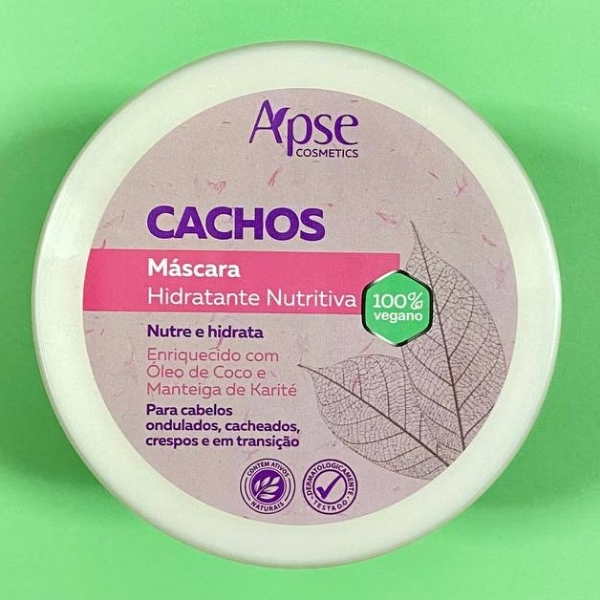 Apse
COSMETICS
CACHOS
Máscara
Hidratante Nutritiva
100%
vegano
Nutre e hidrata
Enriquecido com
Óleo de Coco e
Manteiga de Karité
Para cabelos
ondulados, cacheados,
crespos e em transição
CONTÉM ATIVOS
NATURAIS
DERMATOLOGICAMENTE
TESTADO